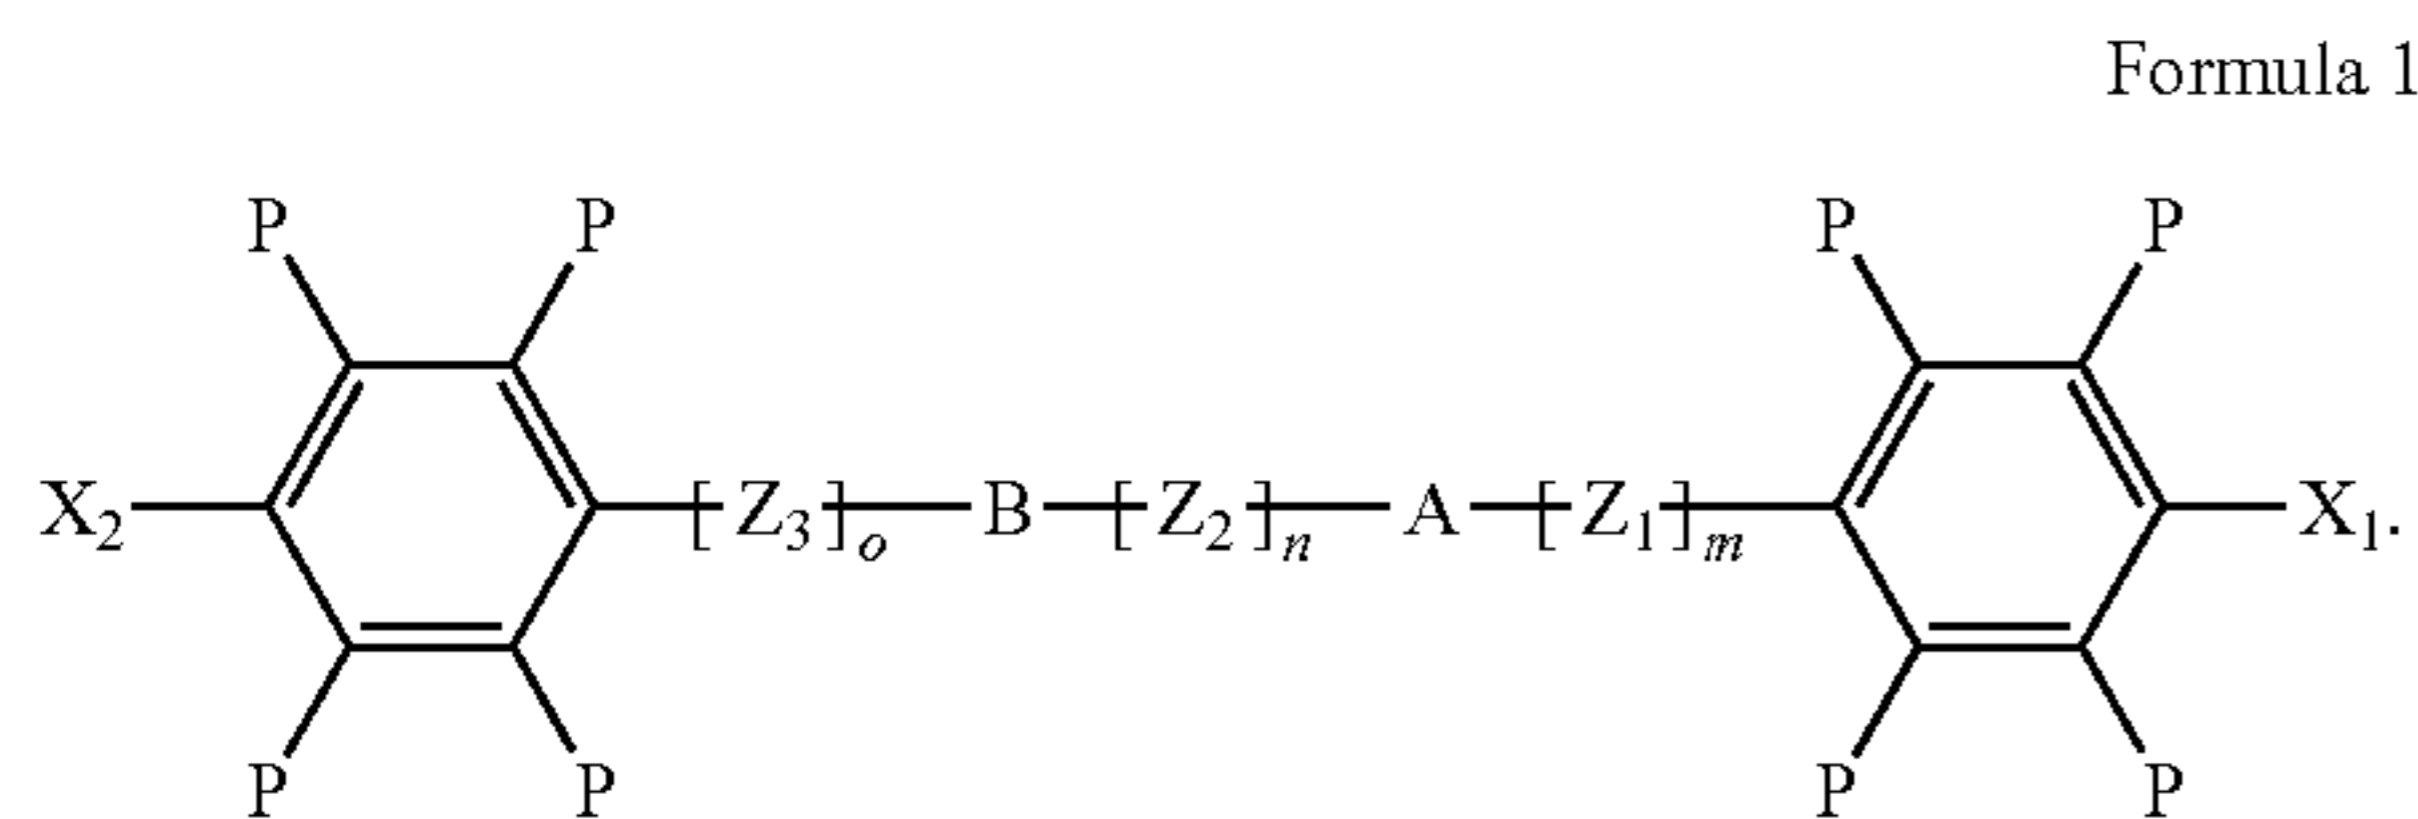 Formula 1
P P P P
X₂ [ Z₃ ]ₒ B [ Z₂ ]ₙ A [ Z₁ ]ₘ X₁.
P P P P